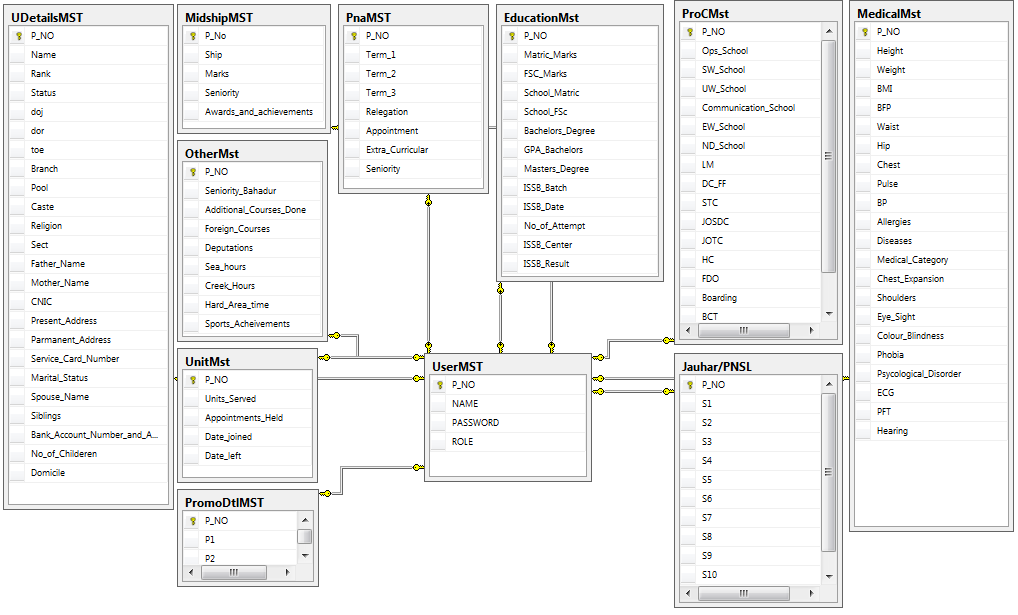 UDetailsMST
P_NO
Name
Rank
Status
doj
dor
toe
Branch
Pool
Caste
Religion
Sect
Father_Name
Mother_Name
CNIC
Present_Address
Parmanent_Address
Service_Card_Number
Marital_Status
Spouse_Name
Siblings
Bank_Account_Number_and_A...
No_of_Childeren
Domicile
MidshipMST
P_No
Ship
Marks
Seniority
Awards_and_achievements
OtherMst
P_NO
Seniority_Bahadur
Additional_Courses_Done
Foreign_Courses
Deputations
Sea_hours
Creek_Hours
Hard_Area_time
Sports_Acheivements
UnitMst
P_NO
Units_Served
Appointments_Held
Date_joined
Date_left
PromoDtlMST
P_NO
P1
P2
PnaMST
P_NO
Term_1
Term_2
Term_3
Relegation
Appointment
Extra_Curricular
Seniority
EducationMst
P_NO
Matric_Marks
FSC_Marks
School_Matric
School_FSc
Bachelors_Degree
GPA_Bachelors
Masters_Degree
ISSB_Batch
ISSB_Date
No_of_Attempt
ISSB_Center
ISSB_Result
UserMST
P_NO
NAME
PASSWORD
ROLE
ProCMst
P_NO
Ops_School
SW_School
UW_School
Communication_School
EW_School
ND_School
LM
DC_FF
STC
JOSDC
JOTC
HC
FDO
Boarding
BCT
Jauhar/PNSL
P_NO
S1
S2
S3
S4
S5
S6
S7
S8
S9
S10
MedicalMst
P_NO
Height
Weight
BMI
BFP
Waist
Hip
Chest
Pulse
BP
Allergies
Diseases
Medical_Category
Chest_Expansion
Shoulders
Eye_Sight
Colour_Blindness
Phobia
Psycological_Disorder
ECG
PFT
Hearing